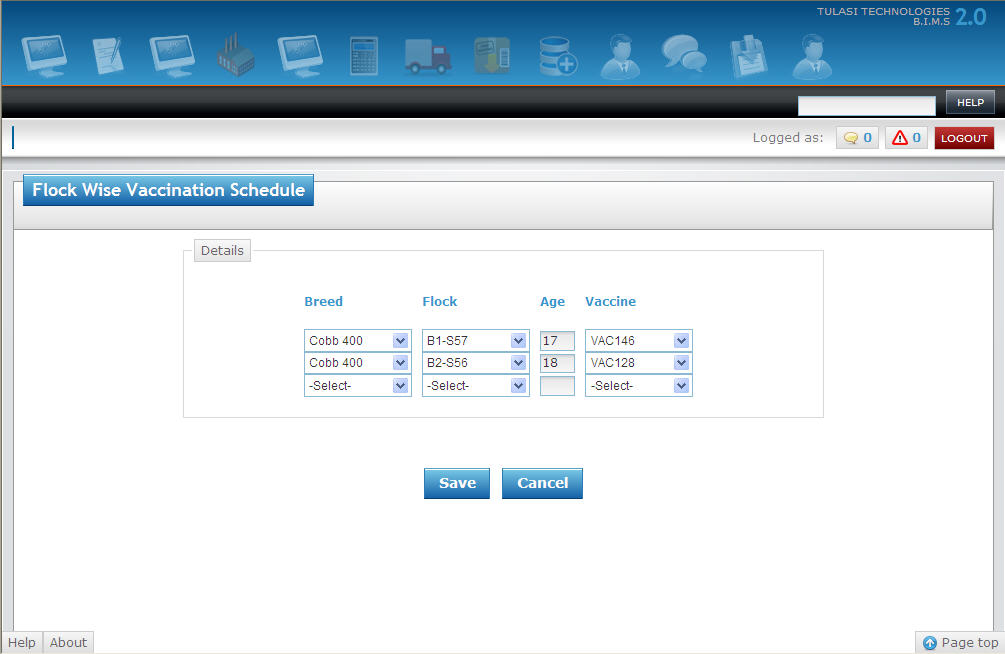 TULASI TECHNOLOGIES
B.I.M.S 2.0
HELP
Logged as: 0 0 LOGOUT
Flock Wise Vaccination Schedule
Details
Breed Flock Age Vaccine
Cobb 400 B1-S57 17 VAC146
Cobb 400 B2-S56 18 VAC128
-Select- -Select- -Select-
Save Cancel
Help About Page top